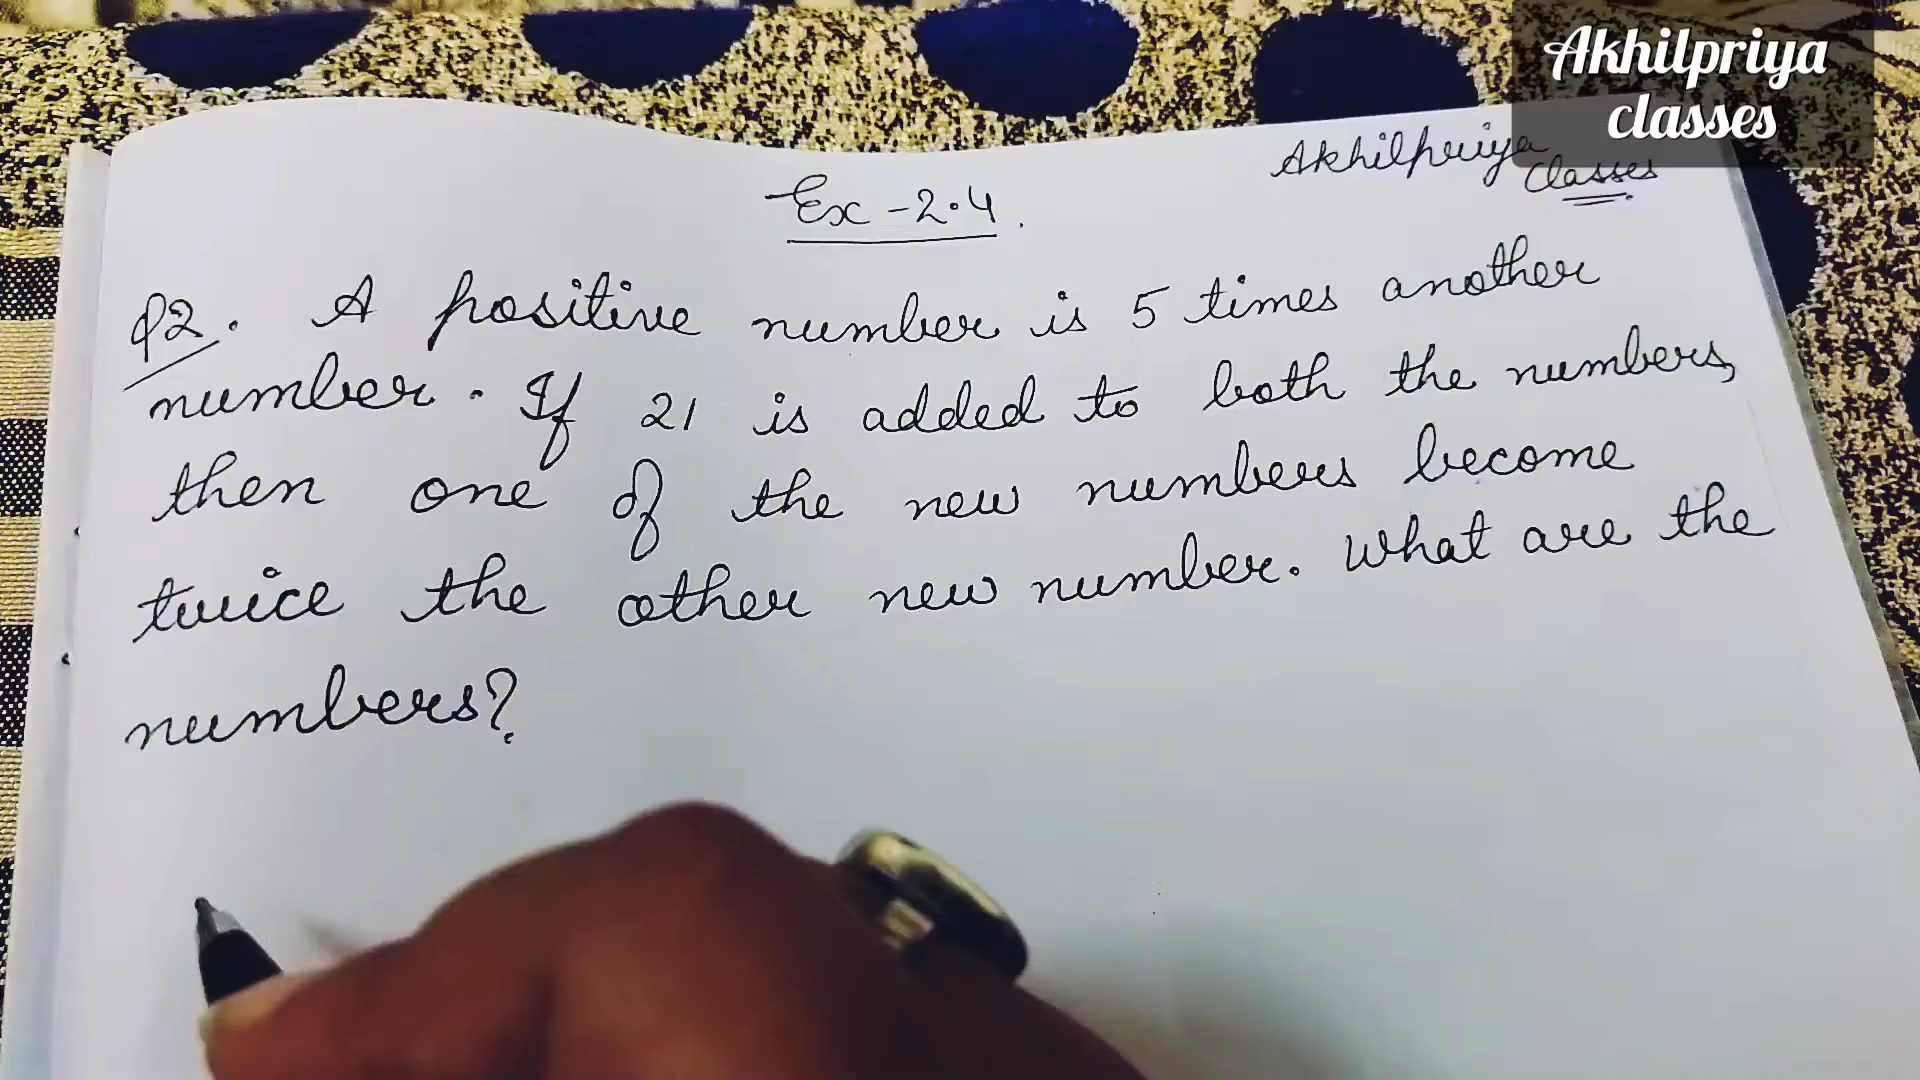 Akhilpriya
classes
Akhilpriya
Classes
Ex-2.4.
Q2. A positive number is 5 times another
number. If 21 is added to both the numbers,
then one of the new numbers become
twice the other new number. What are the
numbers?